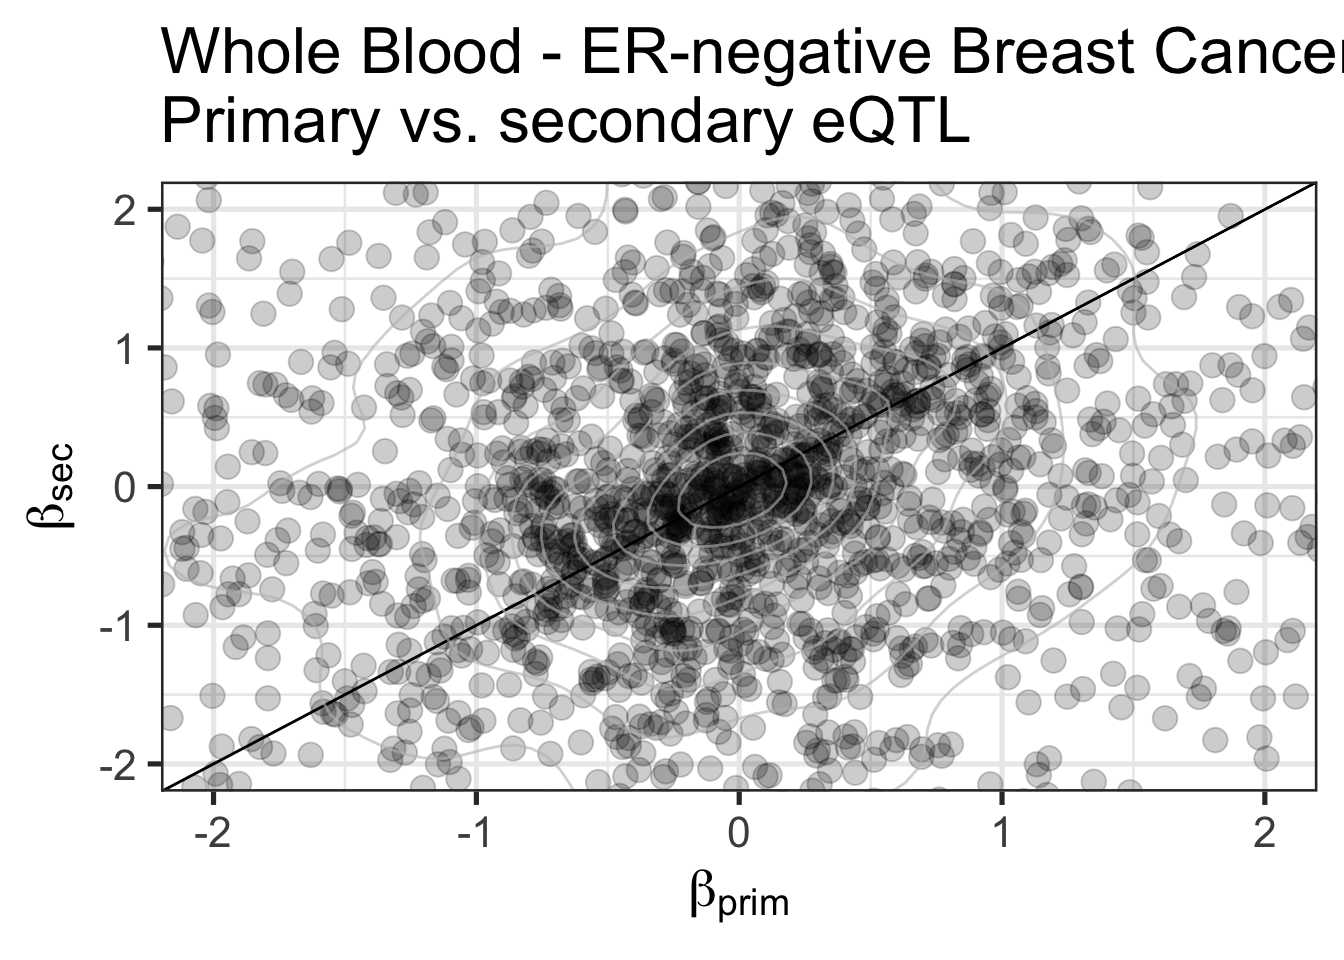 Whole Blood - ER-negative Breast Cancer
Primary vs. secondary eQTL
2
1
0
-1
-2
βsec
-2 -1 0 1 2
βprim